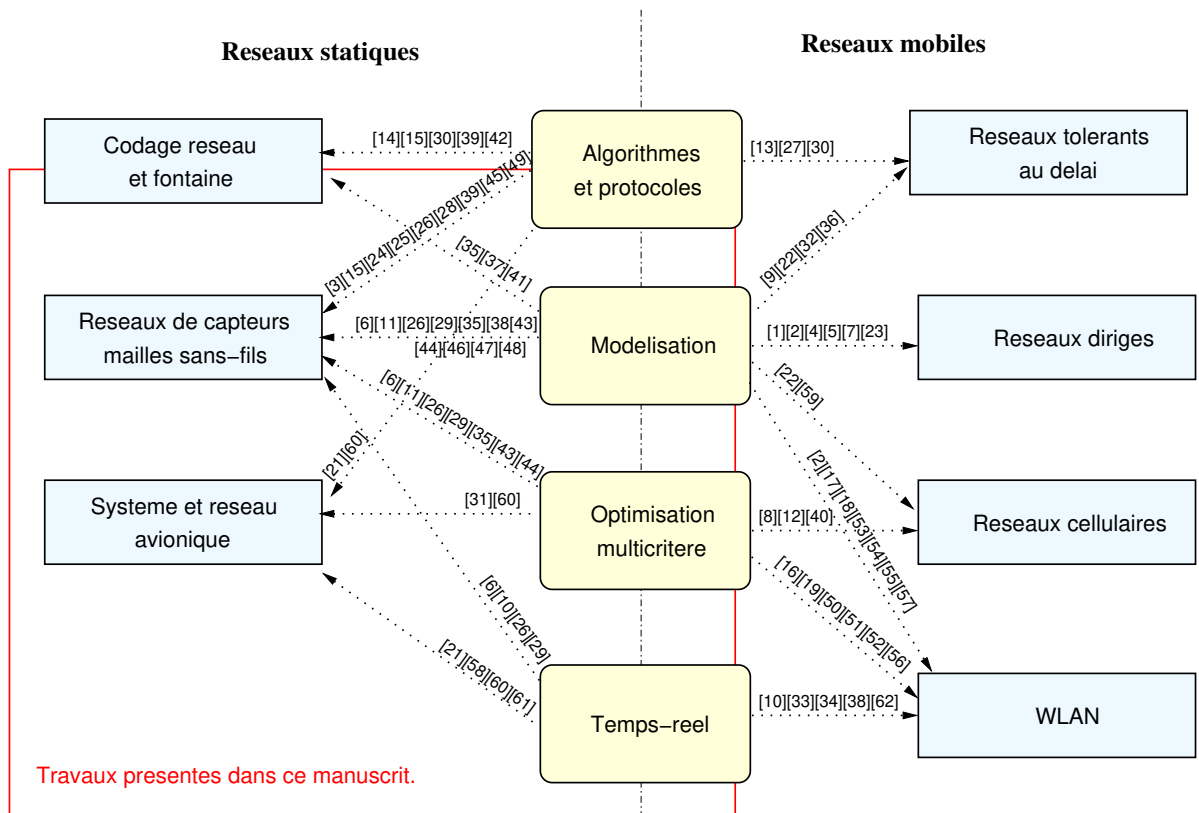 Reseaux statiques
Reseaux mobiles
Codage reseau
et fontaine
[14][15][30][39][42]
Algorithmes
et protocoles
[13][27][30]
Reseaux tolerants
au delai
[3][15][24][25][26][28][39][45][49]
[35][37][41]
[9][22][32][36]
Reseaux de capteurs
mailles sans-fils
[6][11][26][29][35][38][43]
[44][46][47][48]
Modelisation
[1][2][4][5][7][23]
Reseaux diriges
[6][11][26][29][35][43][44]
[22][59]
[2][17][18][53][54][55][57]
[21][60]
Systeme et reseau
avionique
[31][60]
Optimisation
multicritere
[8][12][40]
Reseaux cellulaires
[16][19][50][51][52][56]
[6][10][26][29]
[21][58][60][61]
Temps-reel
[10][33][34][38][62]
WLAN
Travaux presentes dans ce manuscrit.